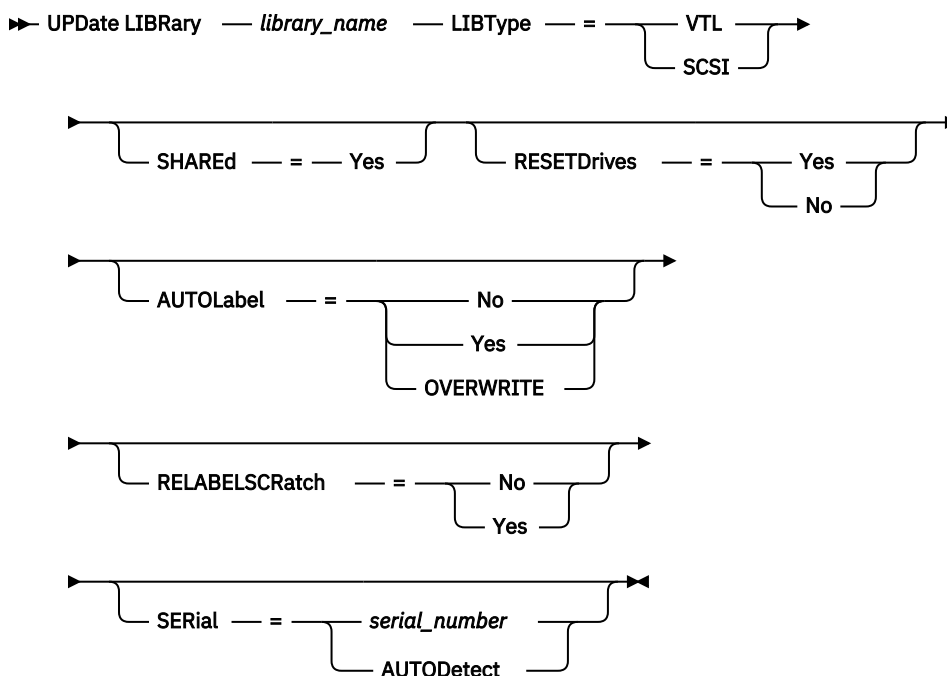 UPDate LIBRary library_name LIBType = VTL
SCSI
SHAREd = Yes RESETDrives = Yes
No
AUTOLabel = No
Yes
OVERWRITE
RELABELSCRatch = No
Yes
SERial = serial_number
AUTODetect